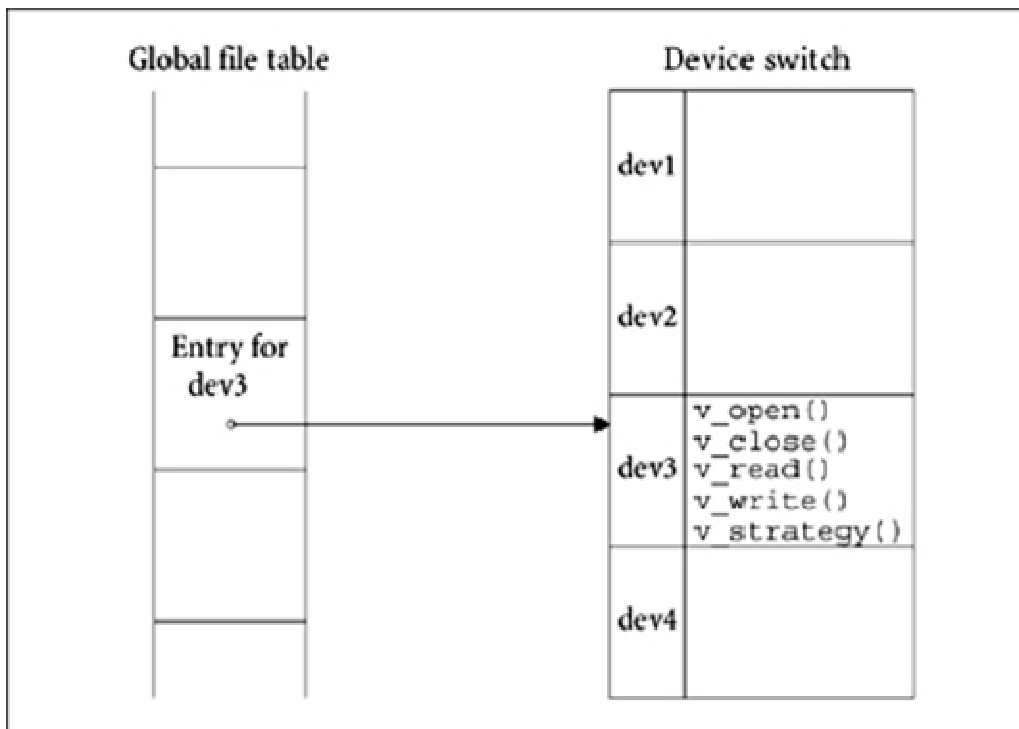 Global file table
Device switch
dev1
dev2
Entry for
dev3
dev3
v_open()
v_close()
v_read()
v_write()
v_strategy()
dev4